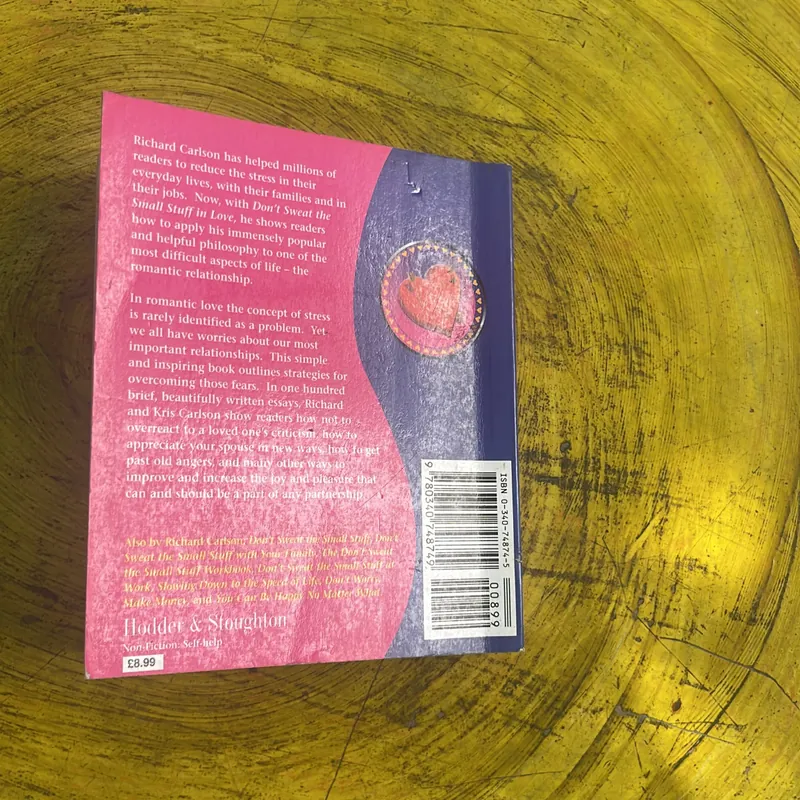 Richard Carlson has helped millions of
readers to reduce the stress in their
everyday lives, with their families and in
their jobs. Now, with Don't Sweat the
Small Stuff in Love, he shows readers
how to apply his immensely popular
and helpful philosophy to one of the
most difficult aspects of life – the
romantic relationship.
In romantic love the concept of stress
is rarely identified as a problem. Yet
we all have worries about our most
important relationships. This simple
and inspiring book outlines strategies for
overcoming those fears. In one hundred
brief, beautifully written essays, Richard
and Kris Carlson show readers how not to
overreact to a loved one's criticism, how to
appreciate your spouse in new ways, how to get
past old angers, and many other ways to
improve and increase the joy and pleasure that
can and should be a part of any partnership.
Also by Richard Carlson, Don't Sweat the Small Stuff, Don't
Sweat the Small Stuff with Your Family, The Don't Sweat
the Small Stuff Workbook, Don't Sweat the Small Stuff at
Work, Slowing Down to the Speed of Life, Don't Worry,
Make Money, and You Can Be Happy No Matter What
Hodder & Stoughton
Non-Fiction: Self-help
£8.99
ISBN 0-340-74874-5
9 780340 748749
00899